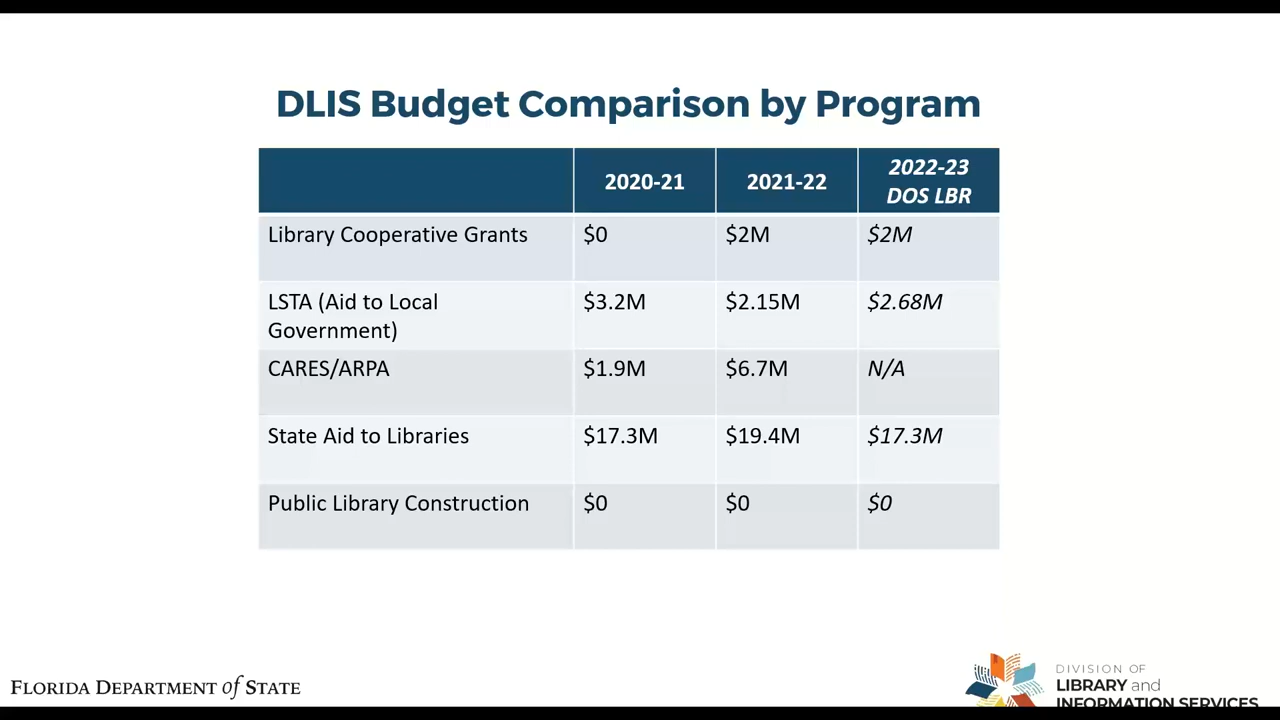 DLIS Budget Comparison by Program
2020-21 2021-22 2022-23
DOS LBR
Library Cooperative Grants $0 $2M $2M
LSTA (Aid to Local
Government) $3.2M $2.15M $2.68M
CARES/ARPA $1.9M $6.7M N/A
State Aid to Libraries $17.3M $19.4M $17.3M
Public Library Construction $0 $0 $0
FLORIDA DEPARTMENT of STATE
DIVISION OF
LIBRARY and
INFORMATION SERVICES